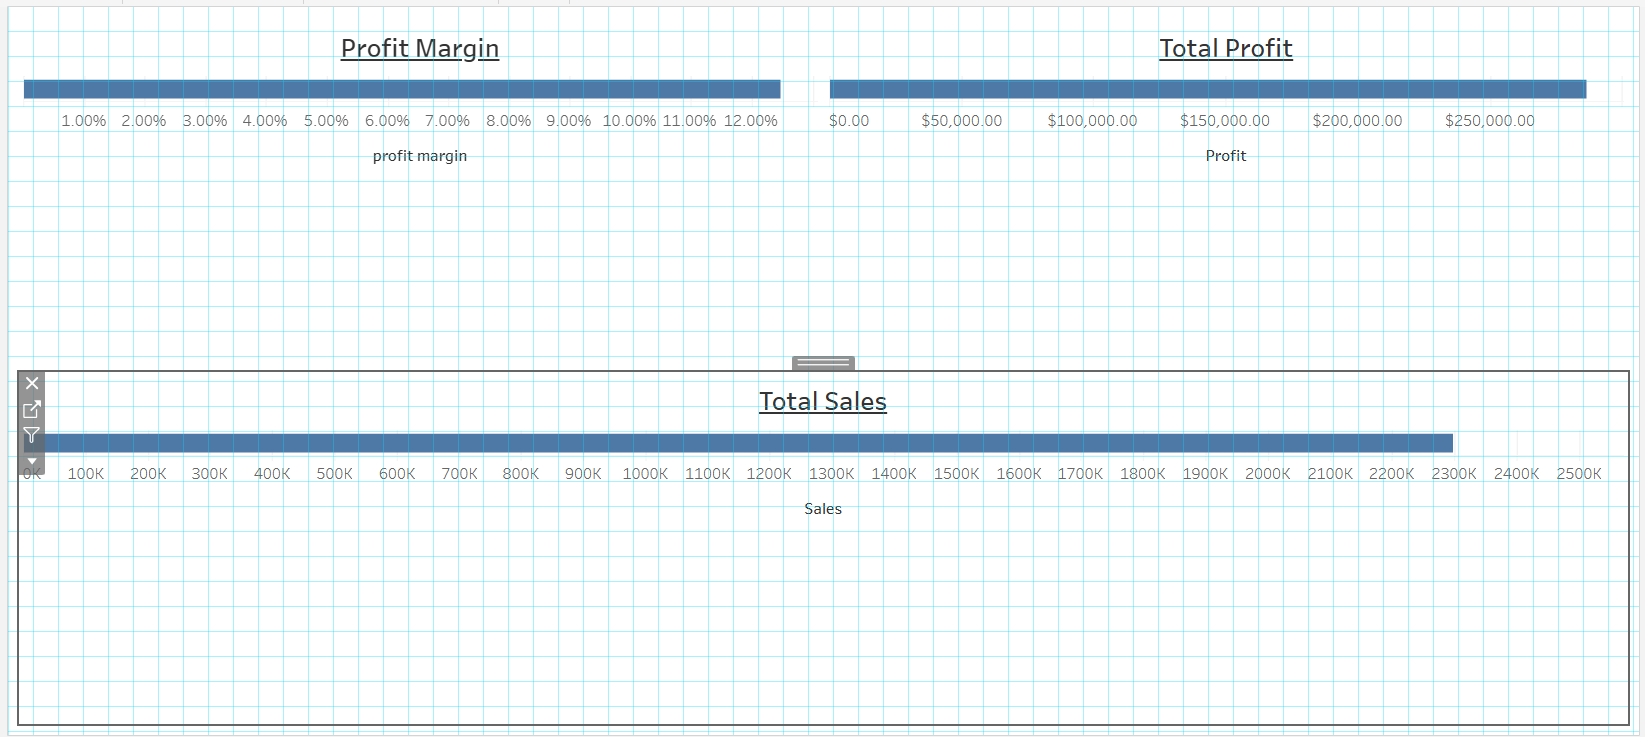 Profit Margin
1.00% 2.00% 3.00% 4.00% 5.00% 6.00% 7.00% 8.00% 9.00% 10.00% 11.00% 12.00%
profit margin
Total Profit
$0.00 $50,000.00 $100,000.00 $150,000.00 $200,000.00 $250,000.00
Profit
Total Sales
0K 100K 200K 300K 400K 500K 600K 700K 800K 900K 1000K 1100K 1200K 1300K 1400K 1500K 1600K 1700K 1800K 1900K 2000K 2100K 2200K 2300K 2400K 2500K
Sales